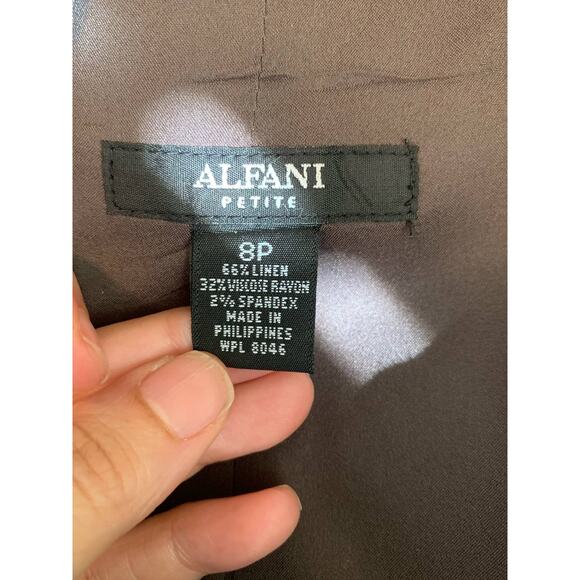 ALFANI
PETITE
8P
66% LINEN
32% VISCOSE RAYON
2% SPANDEX
MADE IN
PHILIPPINES
WPL 8046